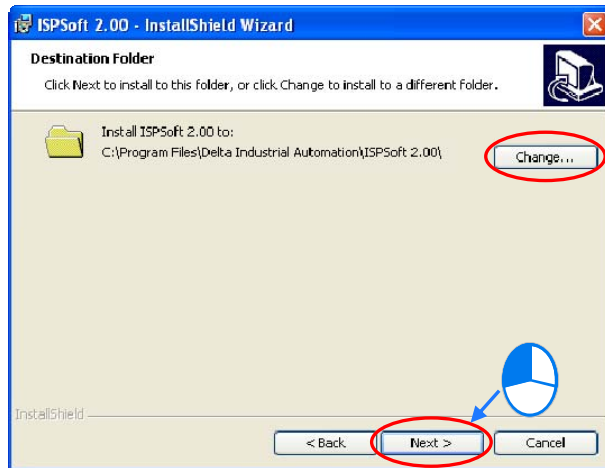 ISPSoft 2.00 - InstallShield Wizard
Destination Folder
Click Next to install to this folder, or click Change to install to a different folder.
Install ISPSoft 2.00 to:
C:\Program Files\Delta Industrial Automation\ISPSoft 2.00\
Change...
InstallShield
< Back
Next >
Cancel